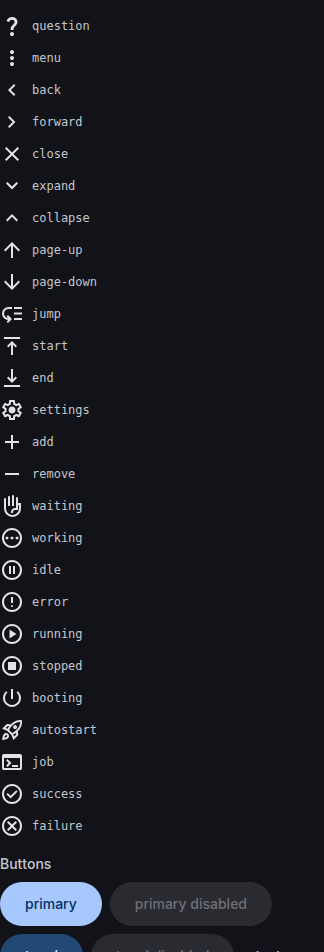 question
menu
back
forward
close
expand
collapse
page-up
page-down
jump
start
end
settings
add
remove
waiting
working
idle
error
running
stopped
booting
autostart
job
success
failure
Buttons
primary
primary disabled